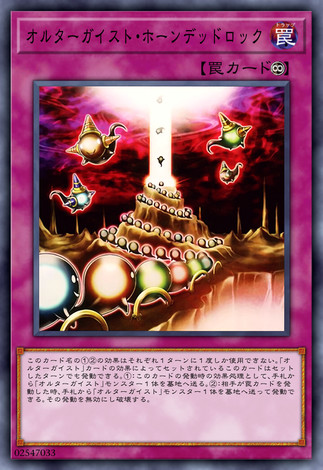 オルターガイスト・ホーンデッドロック
罠
トラップ
【罠カード】
このカード名の①②の効果はそれぞれ１ターンに１度しか使用できない。「オ
ルターガイスト」カードの効果によってセットされているこのカードはセット
したターンでも発動できる。①：このカードの発動時の効果処理として、手札か
ら「オルターガイスト」モンスター１体を墓地へ送る。②：相手が罠カードを発
動した時、手札から「オルターガイスト」モンスター１体を墓地へ送って発動で
きる。その発動を無効にし破壊する。
02547033